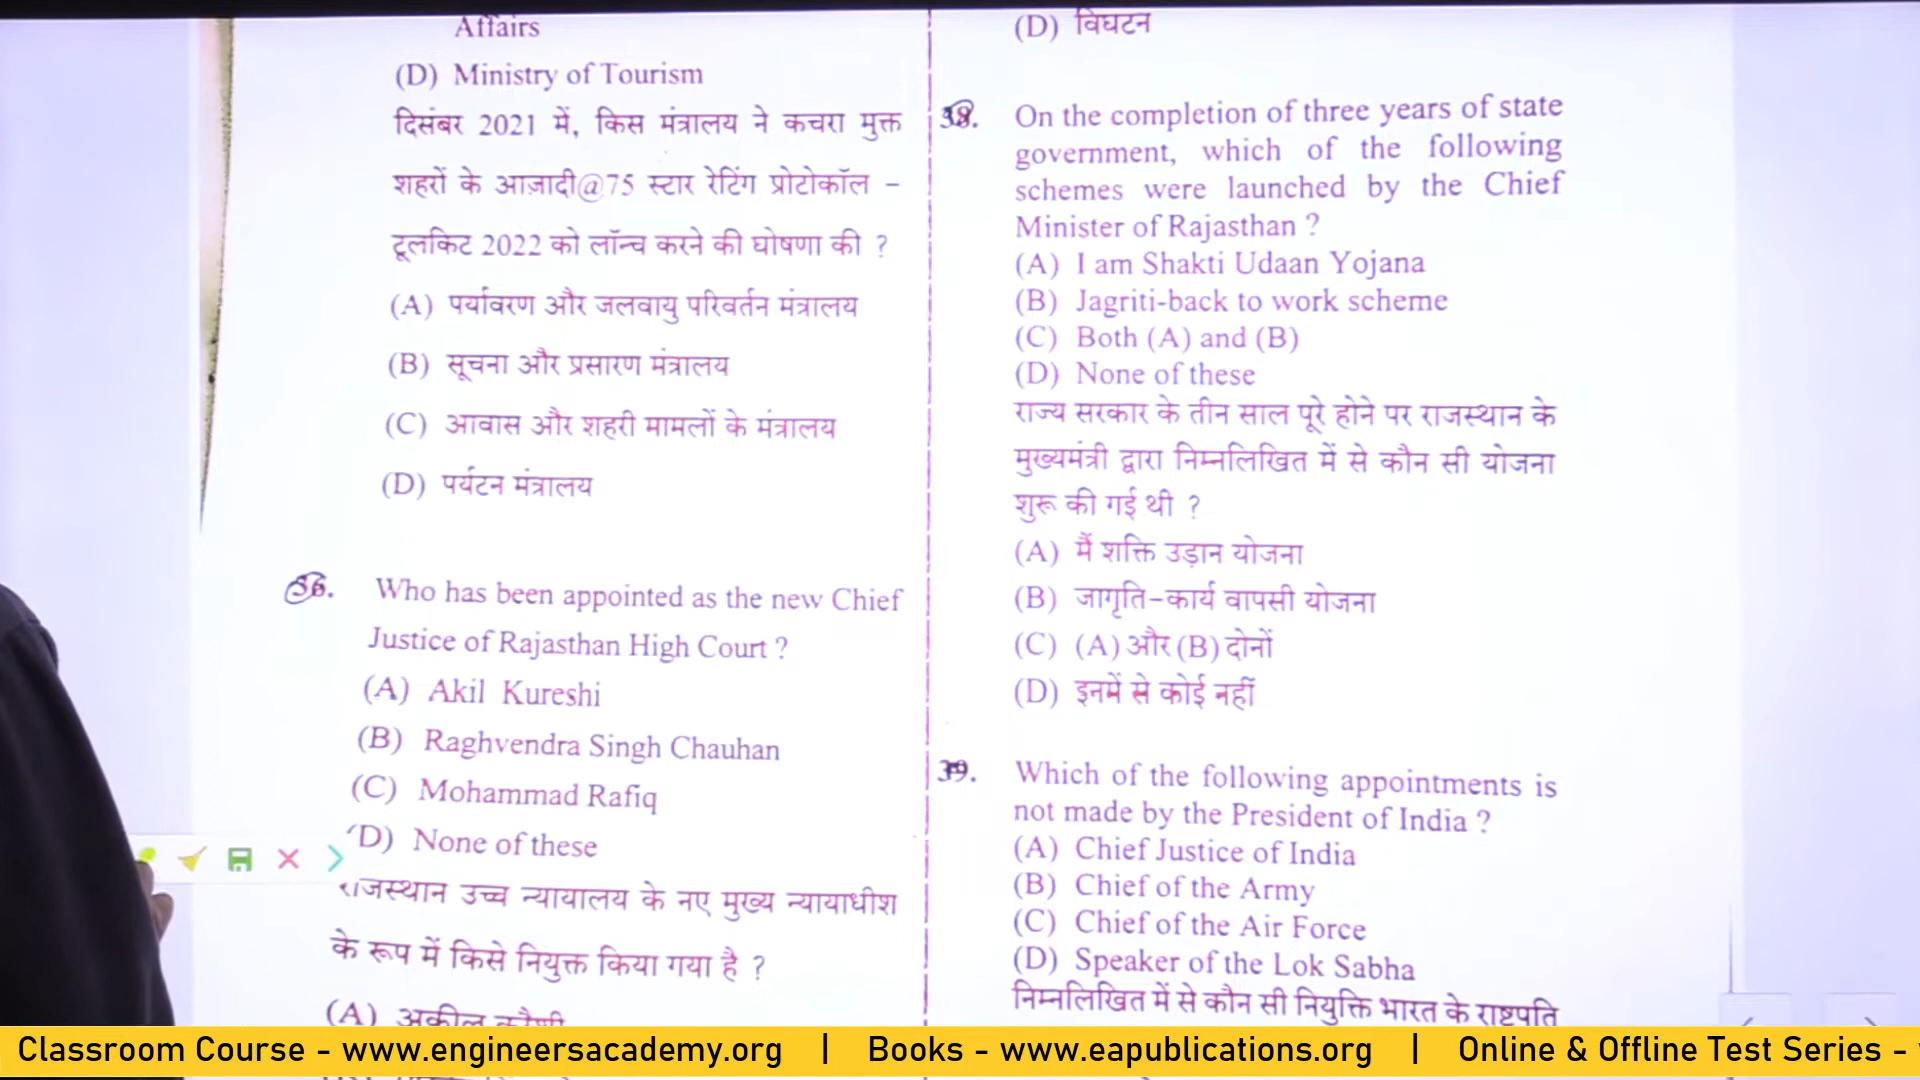 Affairs
(D) Ministry of Tourism
दिसंबर 2021 में, किस मंत्रालय ने कचरा मुक्त
शहरों के आज़ादी@75 स्टार रेटिंग प्रोटोकॉल –
टूलकिट 2022 को लॉन्च करने की घोषणा की ?
(A) पर्यावरण और जलवायु परिवर्तन मंत्रालय
(B) सूचना और प्रसारण मंत्रालय
(C) आवास और शहरी मामलों के मंत्रालय
(D) पर्यटन मंत्रालय
36. Who has been appointed as the new Chief
Justice of Rajasthan High Court ?
(A) Akil Kureshi
(B) Raghvendra Singh Chauhan
(C) Mohammad Rafiq
(D) None of these
राजस्थान उच्च न्यायालय के नए मुख्य न्यायाधीश
के रूप में किसे नियुक्त किया गया है ?
(A) अकील
(D) विघटन
38. On the completion of three years of state
government, which of the following
schemes were launched by the Chief
Minister of Rajasthan ?
(A) I am Shakti Udaan Yojana
(B) Jagriti-back to work scheme
(C) Both (A) and (B)
(D) None of these
राज्य सरकार के तीन साल पूरे होने पर राजस्थान के
मुख्यमंत्री द्वारा निम्नलिखित में से कौन सी योजना
शुरू की गई थी ?
(A) मैं शक्ति उड़ान योजना
(B) जागृति–कार्य वापसी योजना
(C) (A) और (B) दोनों
(D) इनमें से कोई नहीं
39. Which of the following appointments is
not made by the President of India ?
(A) Chief Justice of India
(B) Chief of the Army
(C) Chief of the Air Force
(D) Speaker of the Lok Sabha
निम्नलिखित में से कौन सी नियुक्ति भारत के राष्ट्रपति
Classroom Course - www.engineersacademy.org | Books - www.eapublications.org | Online & Offline Test Series -